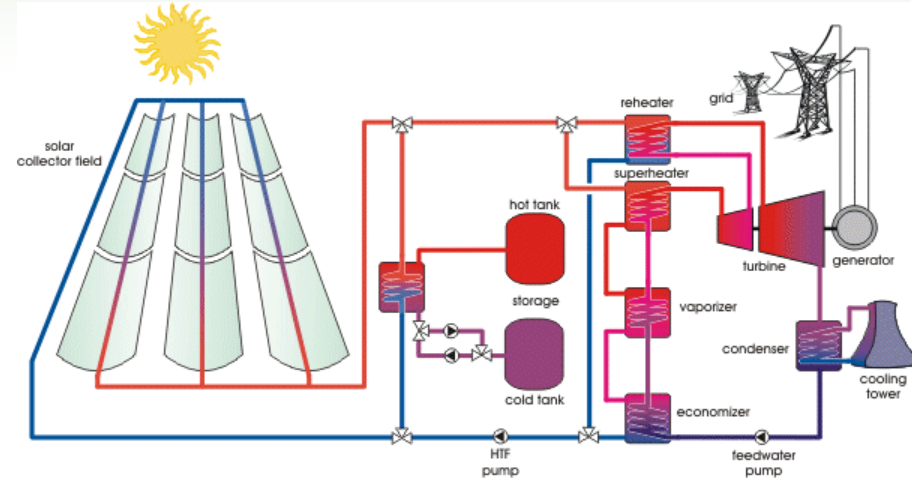 solar
collector field
reheater
grid
superheater
hot tank
storage
turbine
generator
vaporizer
condenser
cooling
tower
cold tank
economizer
HTF
pump
feedwater
pump